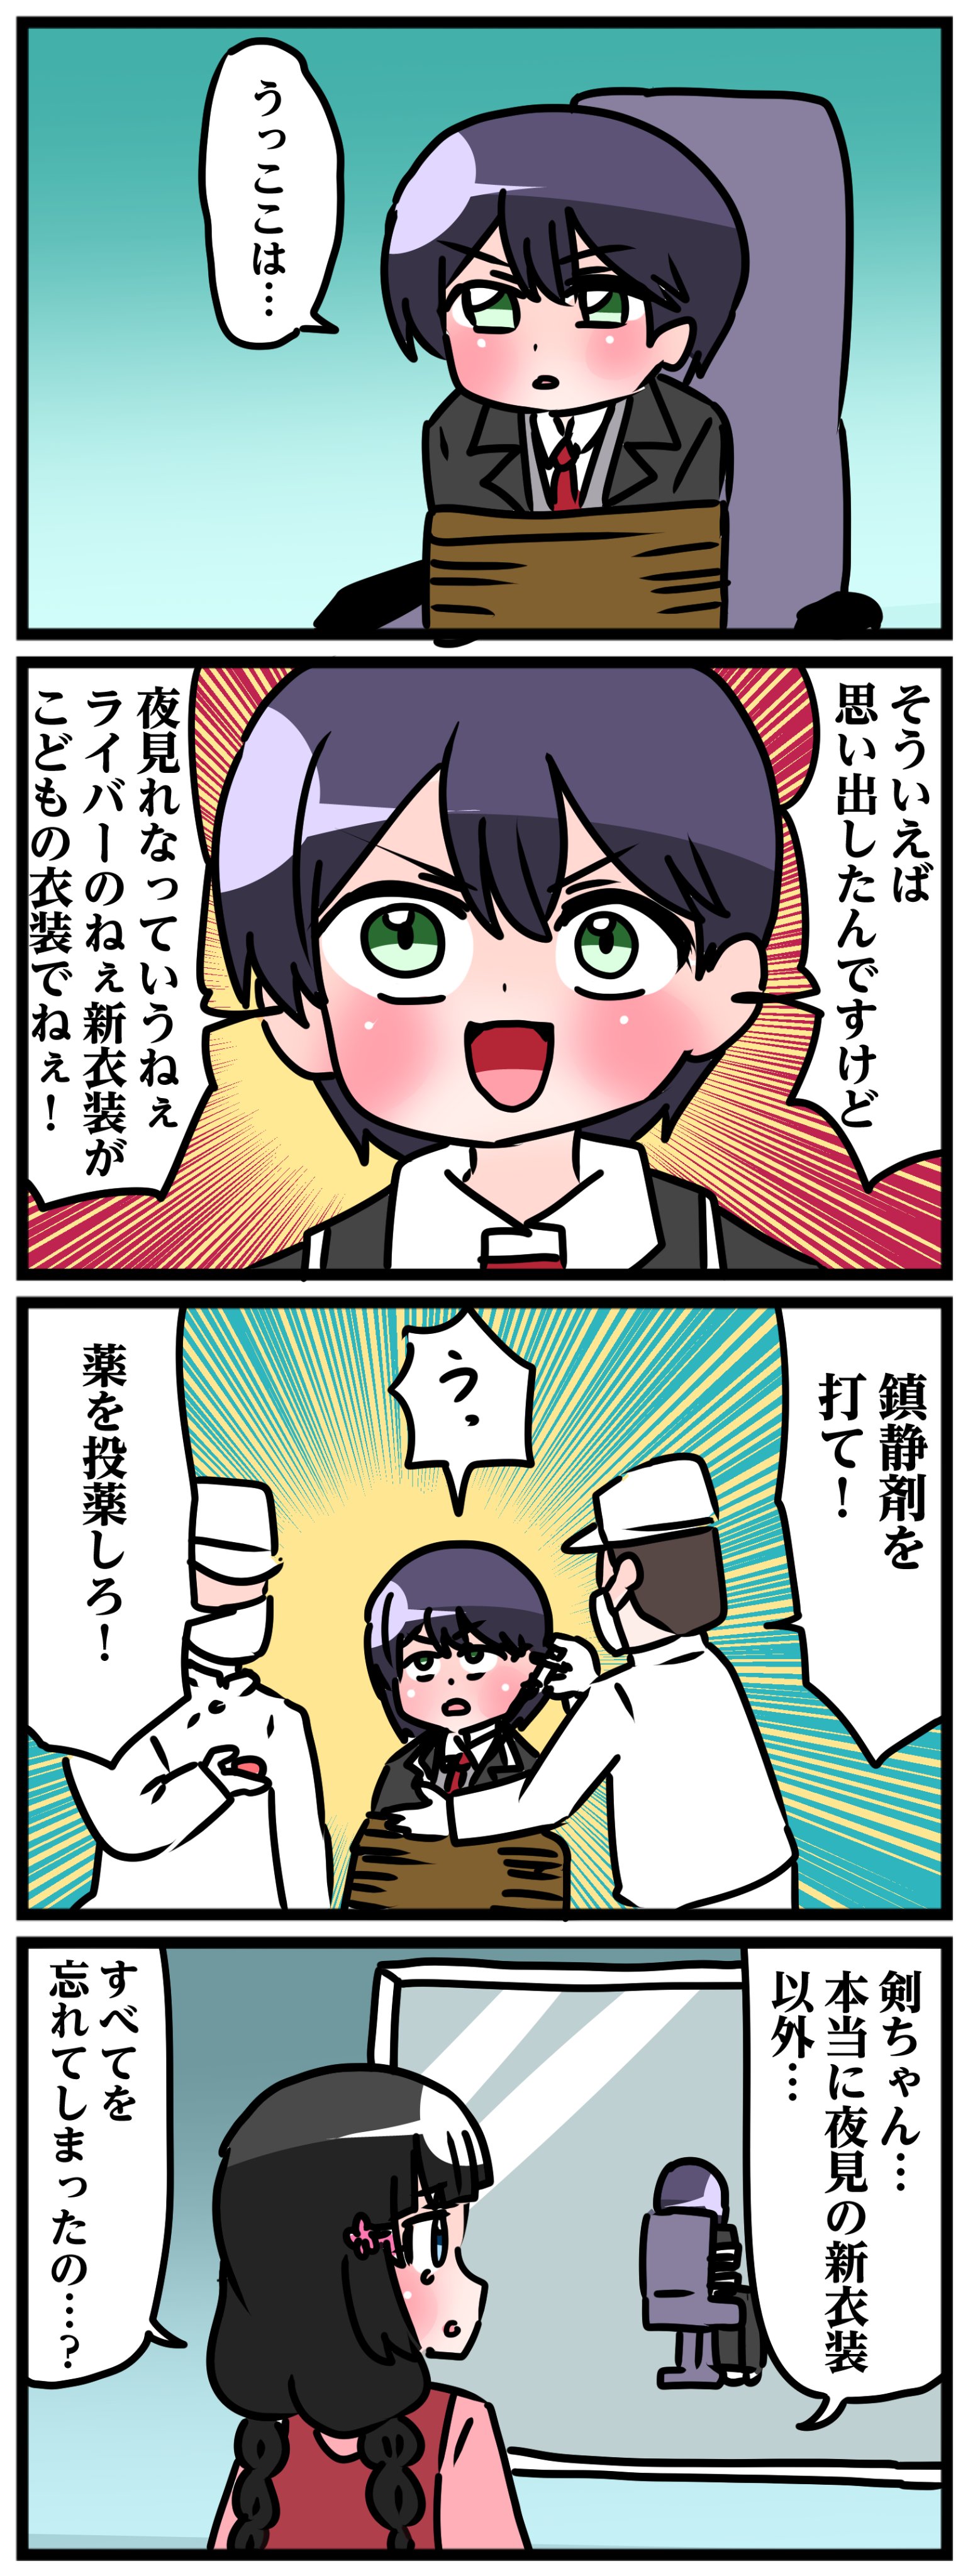 うっここは…
そういえば
思い出したんですけど
夜見れなっていうねぇ
ライバーのねぇ新衣装が
こどもの衣装でねぇ！
鎮静剤を
打て！
う゛
薬を投薬しろ！
剣ちゃん…
本当に夜見の新衣装
以外…
すべてを
忘れてしまったの……？